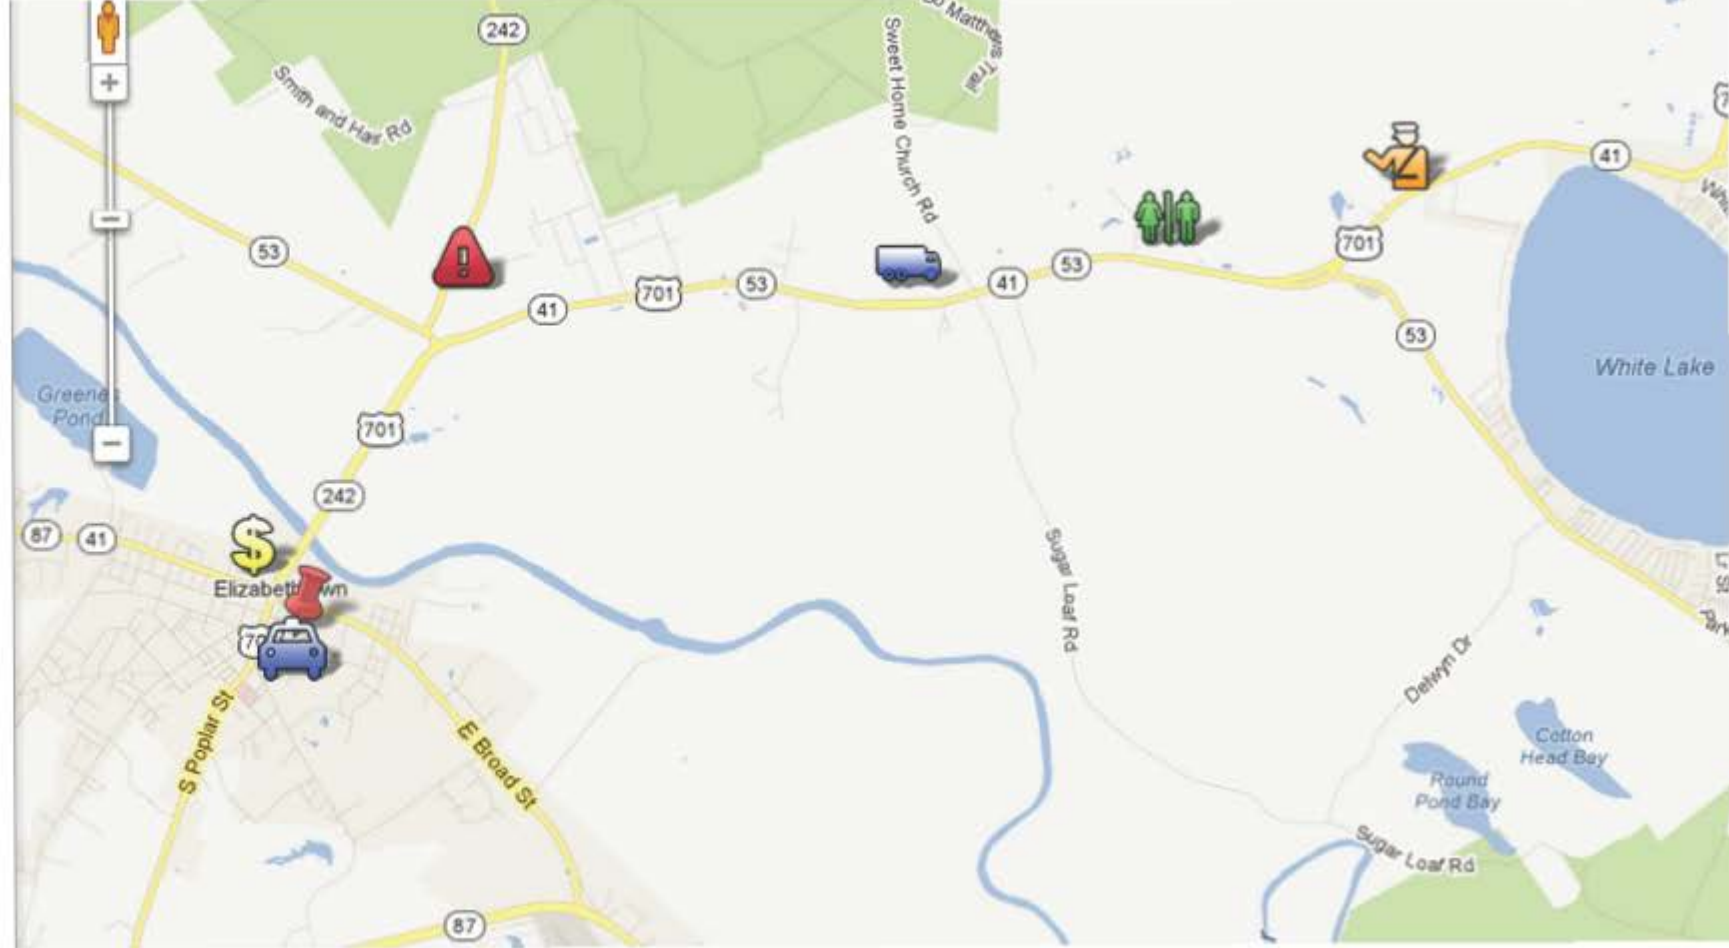 242
Matthews
Trail
Smith and Hair Rd
Sweet Home Church Rd
41
53
701
53
701
53
41
41
53
White Lake
Greenes
Pond
701
242
87
41
$
Sugar Loaf Rd
S Poplar St
E Broad St
Delwyn Dr
Cotton
Head Bay
Round
Pond Bay
Sugar Loaf Rd
87